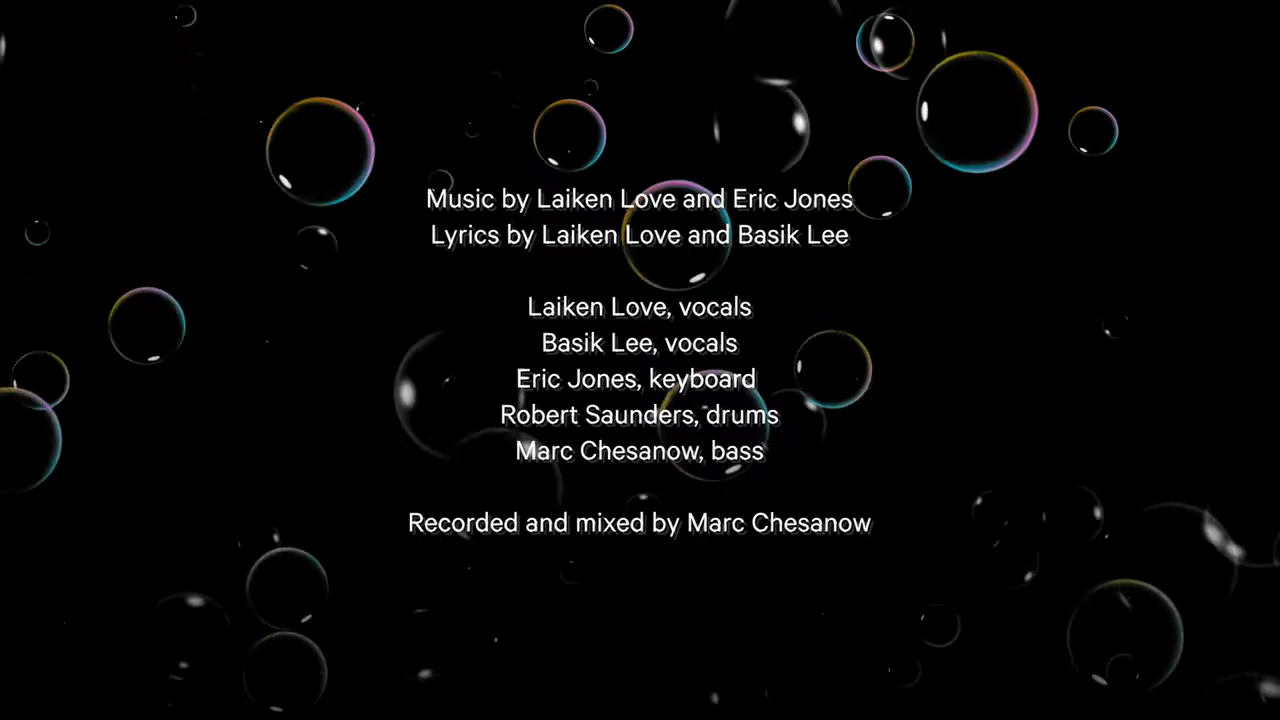 Music by Laiken Love and Eric Jones
Lyrics by Laiken Love and Basik Lee
Laiken Love, vocals
Basik Lee, vocals
Eric Jones, keyboard
Robert Saunders, drums
Marc Chesanow, bass
Recorded and mixed by Marc Chesanow